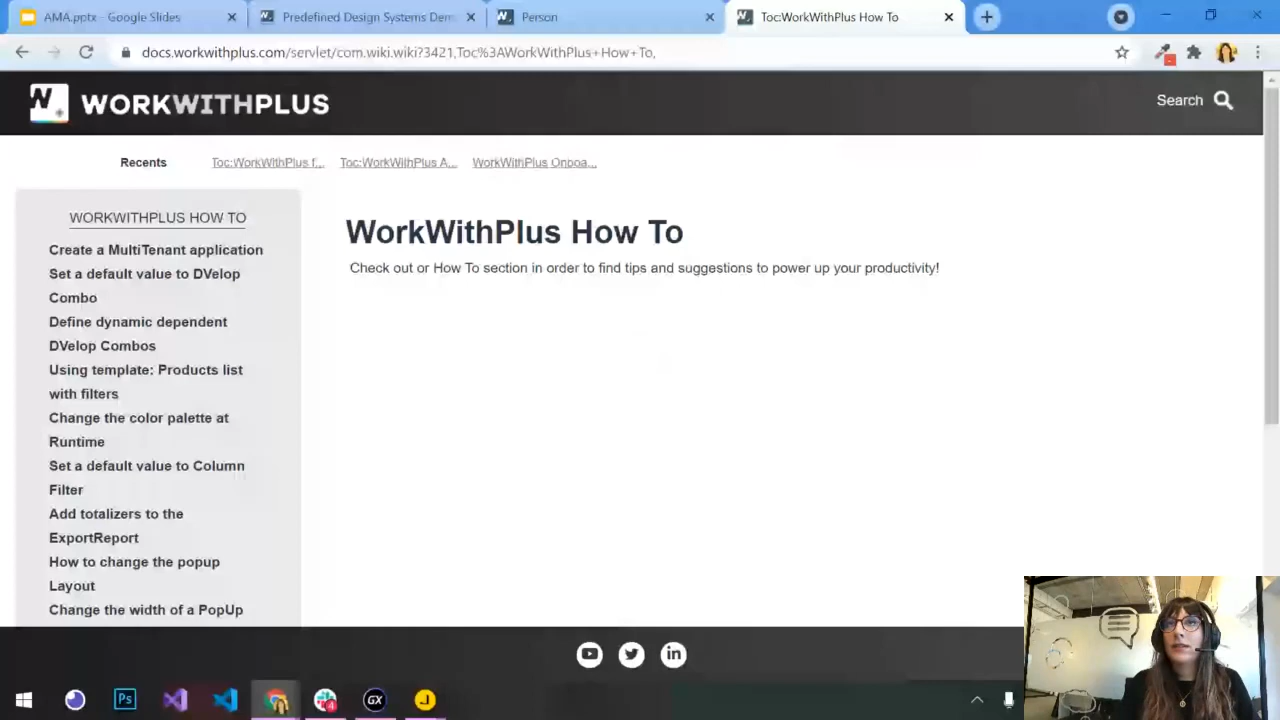 AMA.pptx - Google Slides
Predefined Design Systems Dem
Person
Toc:WorkWithPlus How To
docs.workwithplus.com/servlet/com.wiki.wiki?3421,Toc%3AWorkWithPlus+How+To,
WORKWITHPLUS
Search
Recents
Toc:WorkWithPlus f...
Toc:WorkWithPlus A...
WorkWithPlus Onboa...
WORKWITHPLUS HOW TO
Create a MultiTenant application
Set a default value to DVelop
Combo
Define dynamic dependent
DVelop Combos
Using template: Products list
with filters
Change the color palette at
Runtime
Set a default value to Column
Filter
Add totalizers to the
ExportReport
How to change the popup
Layout
Change the width of a PopUp
WorkWithPlus How To
Check out or How To section in order to find tips and suggestions to power up your productivity!
in
Ps
4
GX
J